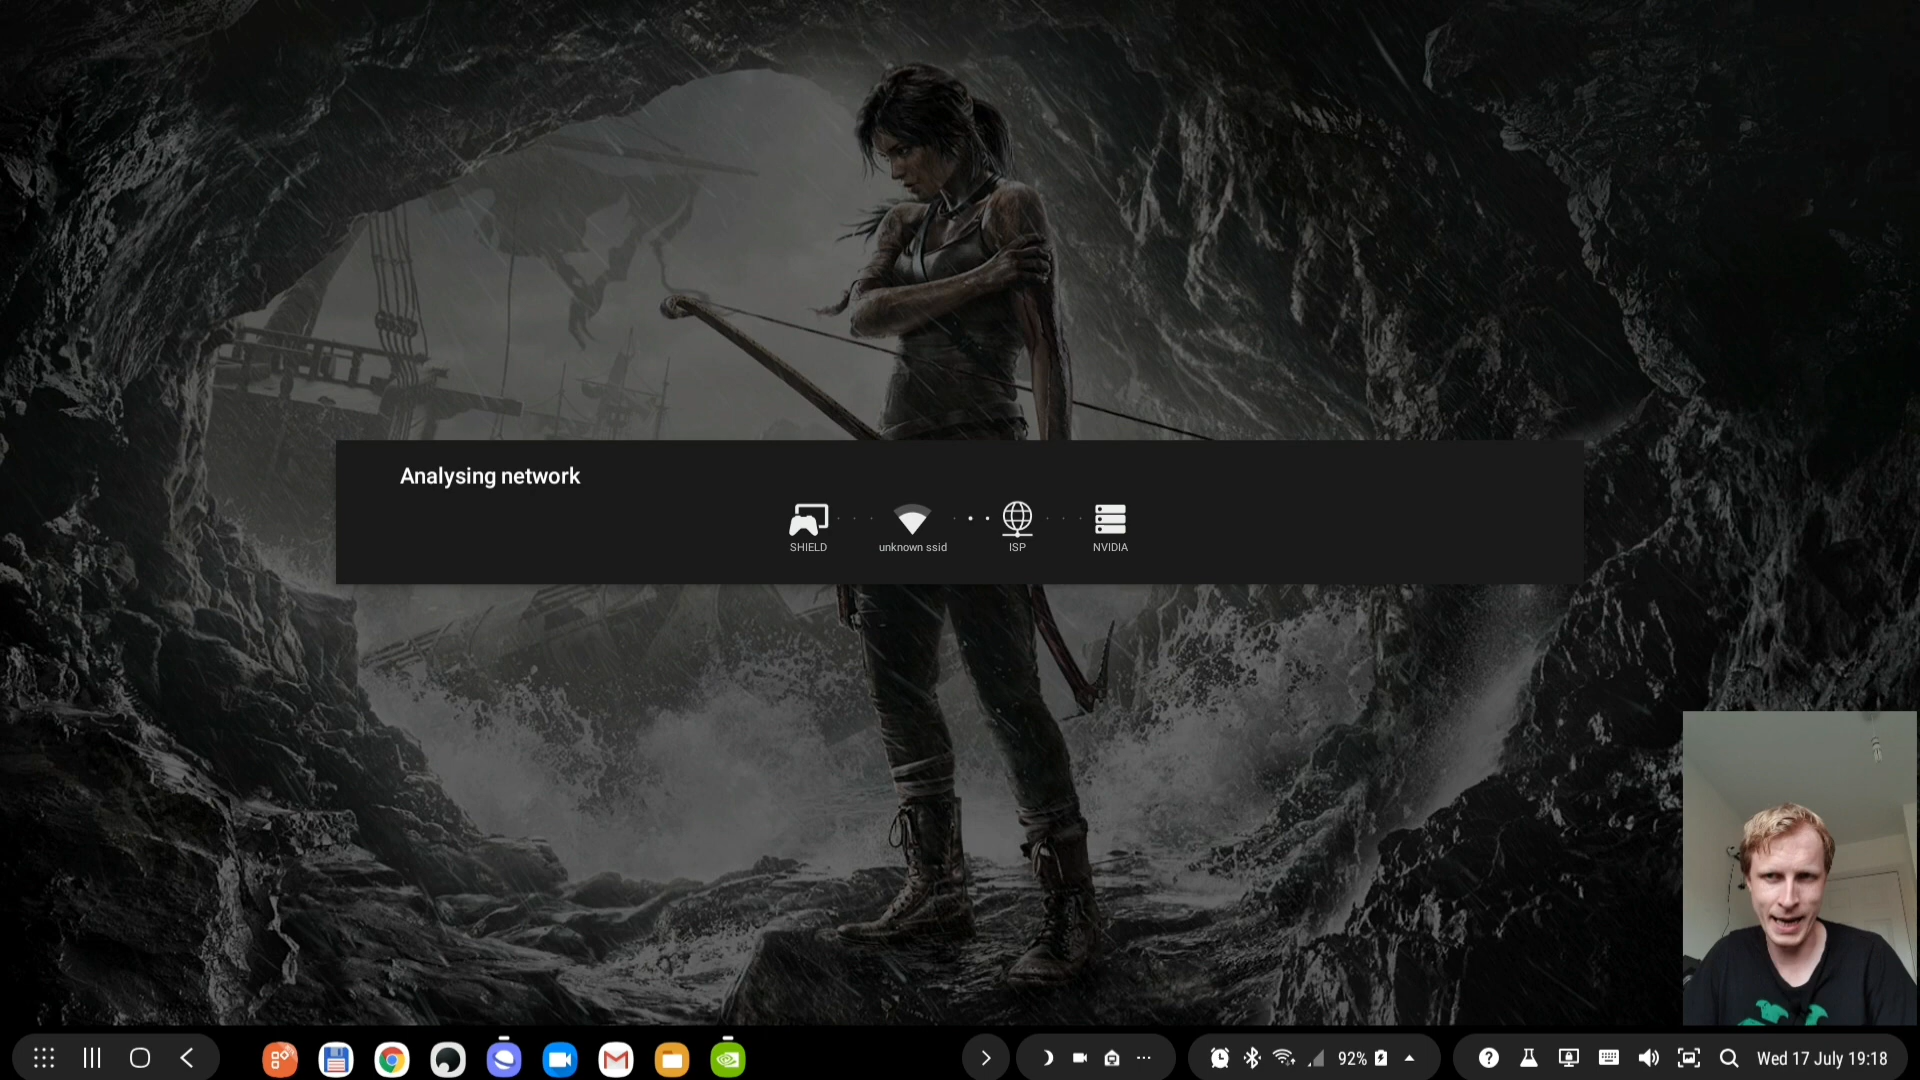 Analysing network
SHIELD
unknown ssid
ISP
NVIDIA
92%
Wed 17 July 19:18